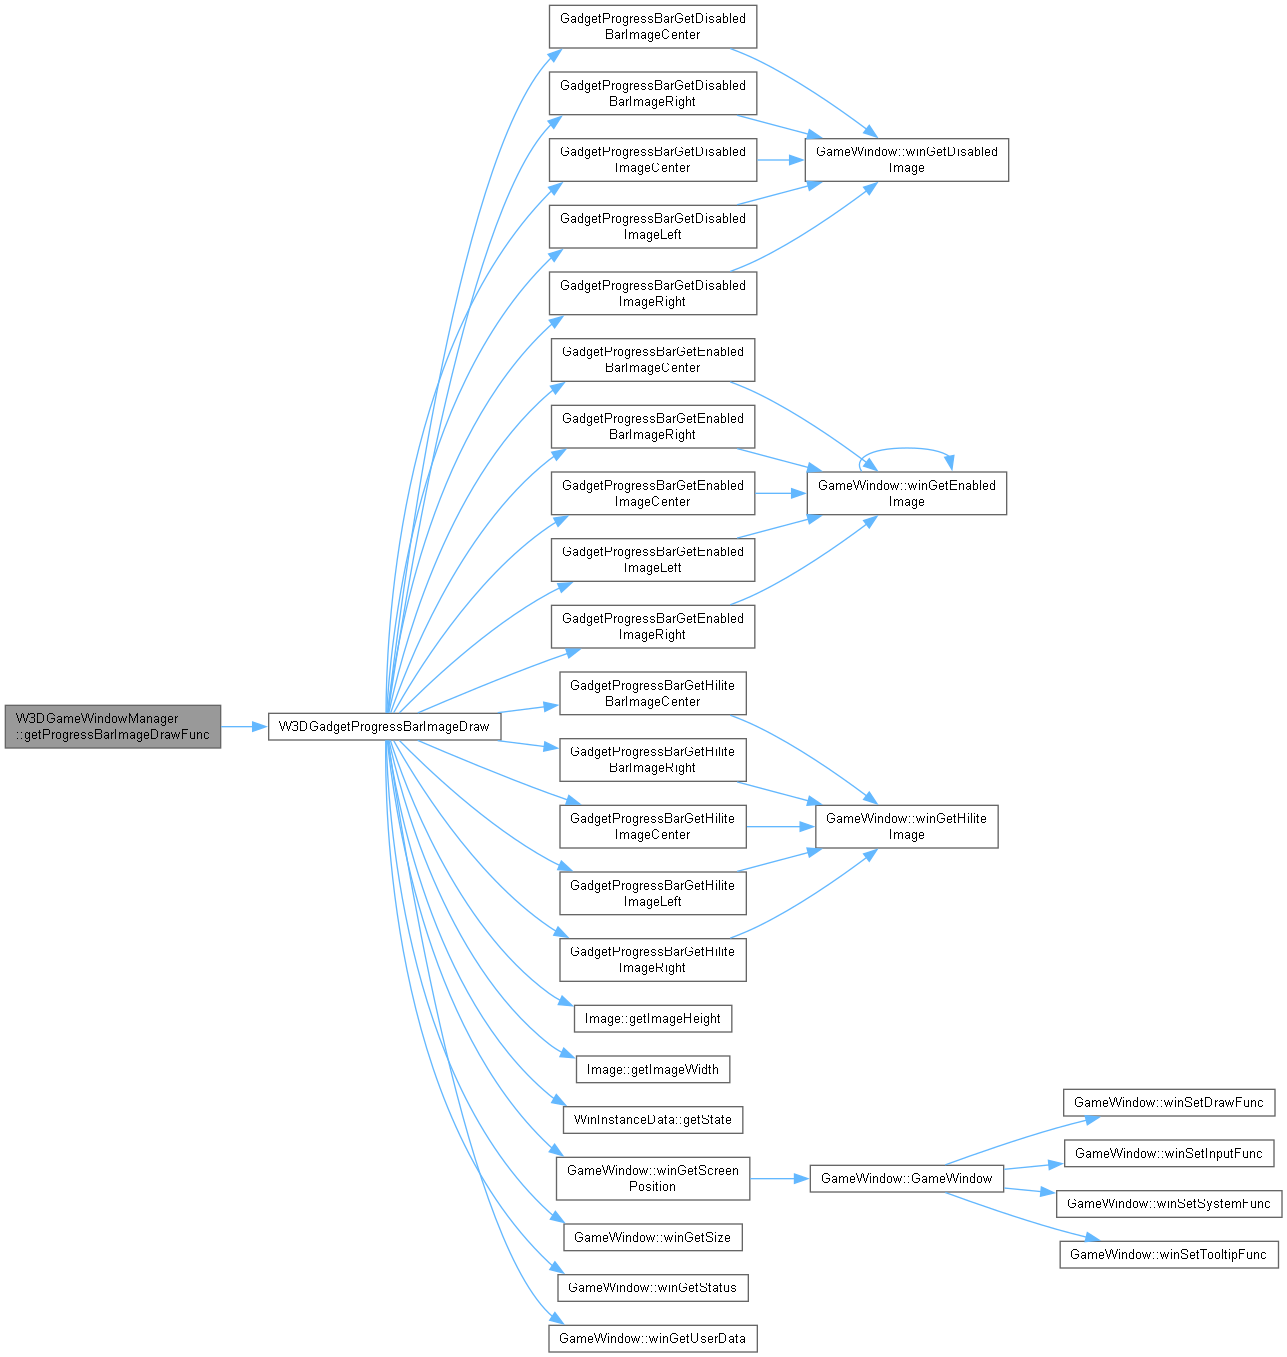 W3DGameWindowManager
::getProgressBarImageDrawFunc
W3DGadgetProgressBarImageDraw
GadgetProgressBarGetDisabled
BarImageCenter
GadgetProgressBarGetDisabled
BarImageRight
GadgetProgressBarGetDisabled
ImageCenter
GadgetProgressBarGetDisabled
ImageLeft
GadgetProgressBarGetDisabled
ImageRight
GameWindow::winGetDisabled
Image
GadgetProgressBarGetEnabled
BarImageCenter
GadgetProgressBarGetEnabled
BarImageRight
GadgetProgressBarGetEnabled
ImageCenter
GadgetProgressBarGetEnabled
ImageLeft
GadgetProgressBarGetEnabled
ImageRight
GameWindow::winGetEnabled
Image
GadgetProgressBarGetHilite
BarImageCenter
GadgetProgressBarGetHilite
BarImageRight
GadgetProgressBarGetHilite
ImageCenter
GadgetProgressBarGetHilite
ImageLeft
GadgetProgressBarGetHilite
ImageRight
GameWindow::winGetHilite
Image
Image::getImageHeight
Image::getImageWidth
WinInstanceData::getState
GameWindow::winGetScreen
Position
GameWindow::GameWindow
GameWindow::winSetDrawFunc
GameWindow::winSetInputFunc
GameWindow::winSetSystemFunc
GameWindow::winSetTooltipFunc
GameWindow::winGetSize
GameWindow::winGetStatus
GameWindow::winGetUserData